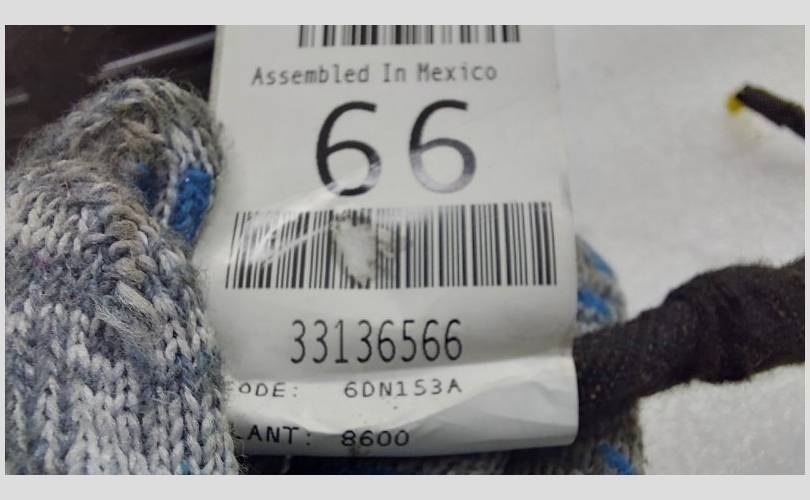 Assembled In Mexico
66
33136566
ODE: 6DN153A
LANT: 8600